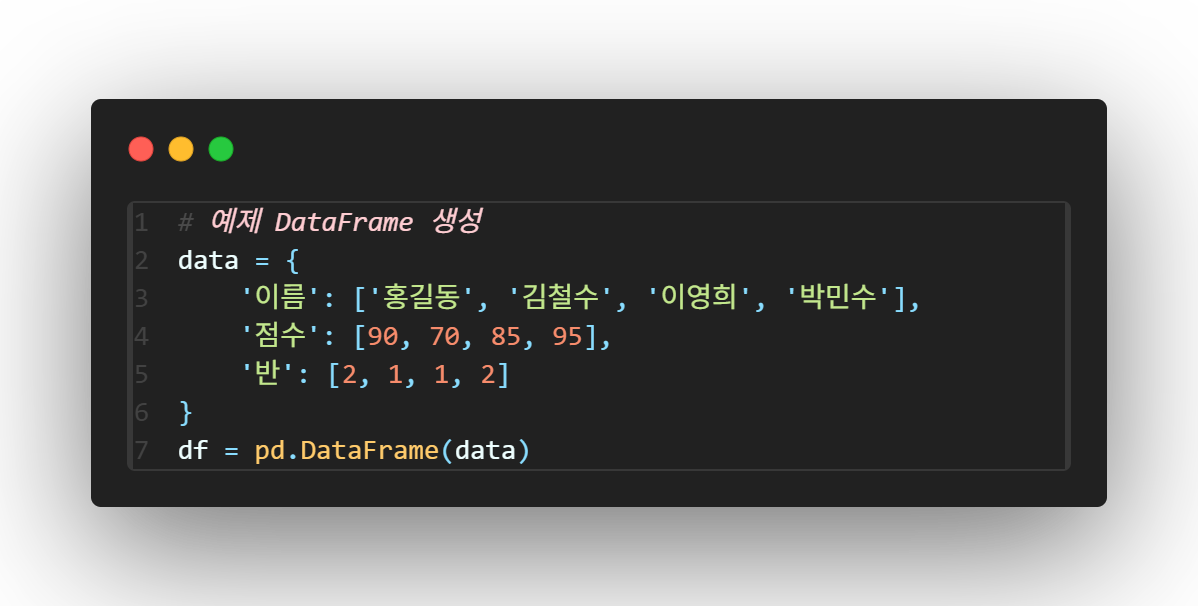 1 # 예제 DataFrame 생성
2 data = {
3     '이름': ['홍길동', '김철수', '이영희', '박민수'],
4     '점수': [90, 70, 85, 95],
5     '반': [2, 1, 1, 2]
6 }
7 df = pd.DataFrame(data)